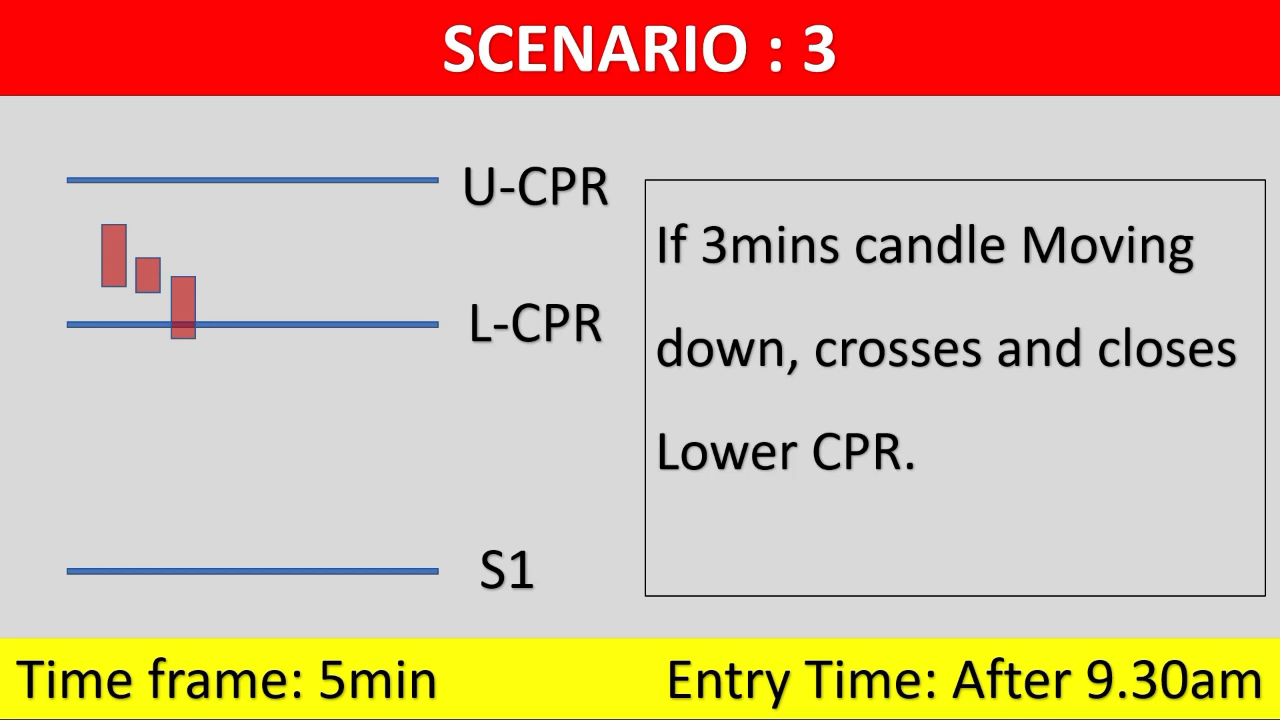 SCENARIO : 3
U-CPR
L-CPR
S1
If 3mins candle Moving
down, crosses and closes
Lower CPR.
Time frame: 5min
Entry Time: After 9.30am